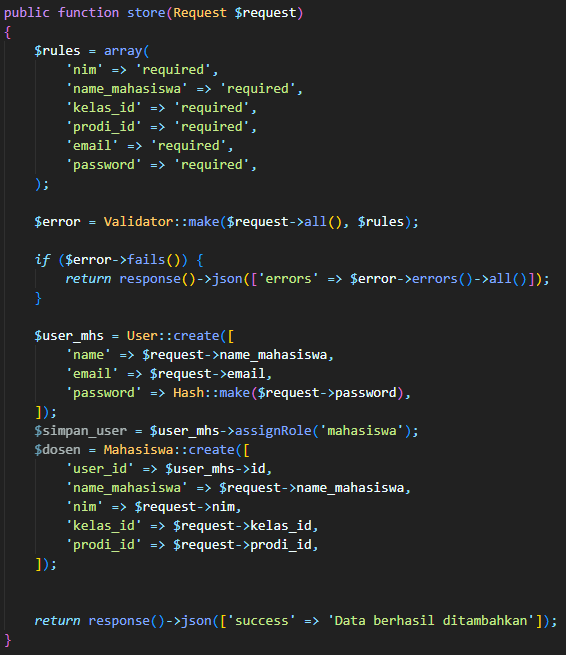 public function store(Request $request)
{
    $rules = array(
        'nim' => 'required',
        'name_mahasiswa' => 'required',
        'kelas_id' => 'required',
        'prodi_id' => 'required',
        'email' => 'required',
        'password' => 'required',
    );

    $error = Validator::make($request->all(), $rules);

    if ($error->fails()) {
        return response()->json(['errors' => $error->errors()->all()]);
    }

    $user_mhs = User::create([
        'name' => $request->name_mahasiswa,
        'email' => $request->email,
        'password' => Hash::make($request->password),
    ]);
    $simpan_user = $user_mhs->assignRole('mahasiswa');
    $dosen = Mahasiswa::create([
        'user_id' => $user_mhs->id,
        'name_mahasiswa' => $request->name_mahasiswa,
        'nim' => $request->nim,
        'kelas_id' => $request->kelas_id,
        'prodi_id' => $request->prodi_id,
    ]);


    return response()->json(['success' => 'Data berhasil ditambahkan']);
}